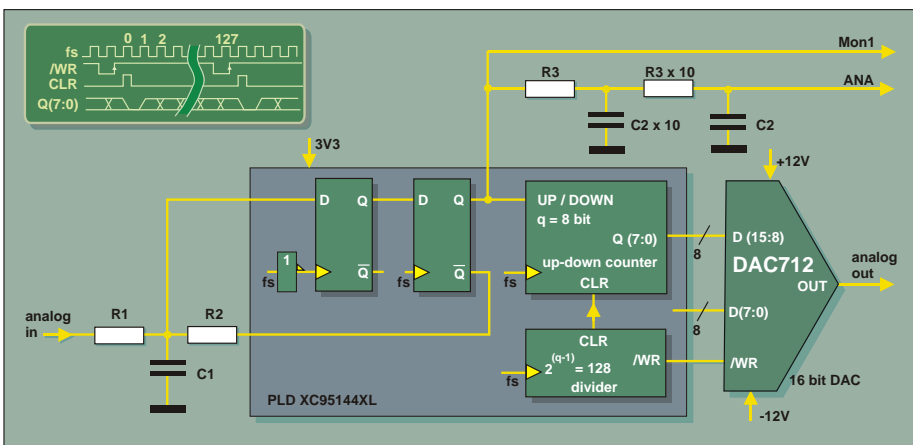 0 1 2 127
fs
/WR
CLR
Q(7:0)
Mon1
R3
R3 x 10
ANA
C2 x 10
C2
3V3
+12V
D Q
D Q
UP / DOWN
q = 8 bit
Q (7:0)
up-down counter
CLR
1
fs
Q
fs
Q
fs
8
D (15:8)
DAC712
OUT
analog
out
analog
in
R1
R2
C1
8
D(7:0)
CLR
2(q-1) = 128
divider
/WR
fs
/WR
16 bit DAC
PLD XC95144XL
-12V